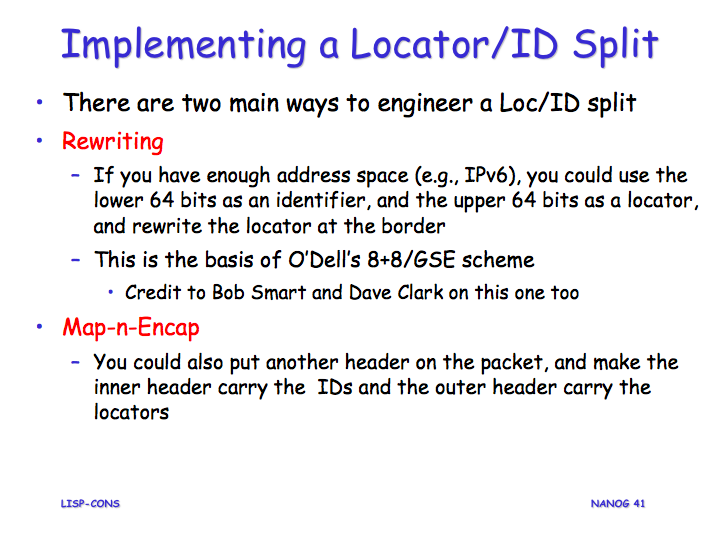 Implementing a Locator/ID Split
• There are two main ways to engineer a Loc/ID split
• Rewriting
– If you have enough address space (e.g., IPv6), you could use the
lower 64 bits as an identifier, and the upper 64 bits as a locator,
and rewrite the locator at the border
– This is the basis of O'Dell's 8+8/GSE scheme
• Credit to Bob Smart and Dave Clark on this one too
• Map-n-Encap
– You could also put another header on the packet, and make the
inner header carry the IDs and the outer header carry the
locators
LISP-CONS NANOG 41